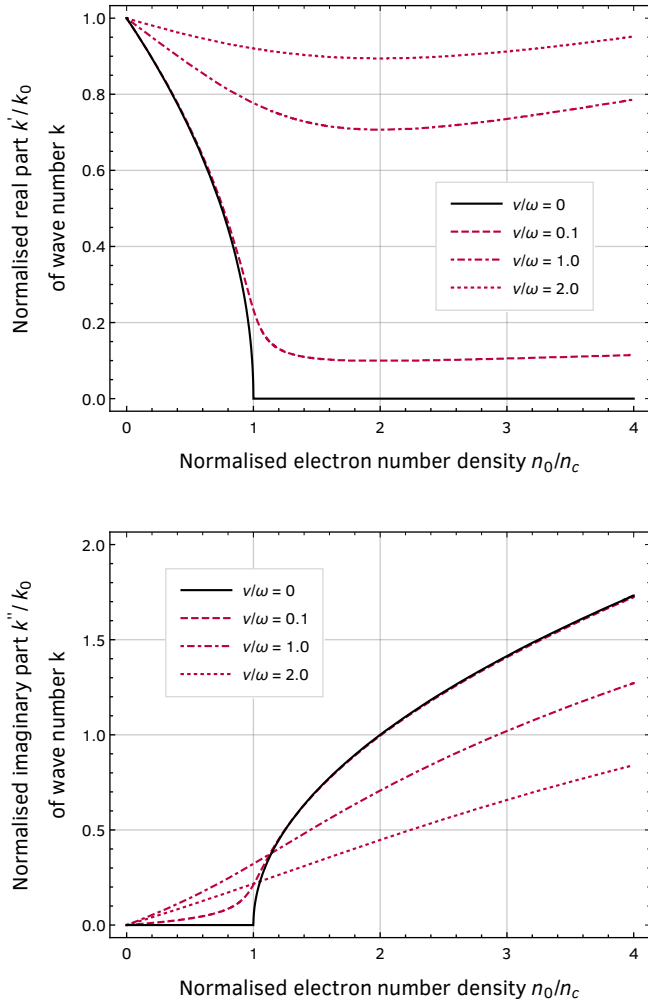 Normalised real part k'/k₀
of wave number k
1.0
0.8
0.6
0.4
0.2
0.0
ν/ω = 0
ν/ω = 0.1
ν/ω = 1.0
ν/ω = 2.0
0 1 2 3 4
Normalised electron number density n₀/n_c
Normalised imaginary part k''/k₀
of wave number k
2.0
1.5
1.0
0.5
0.0
ν/ω = 0
ν/ω = 0.1
ν/ω = 1.0
ν/ω = 2.0
0 1 2 3 4
Normalised electron number density n₀/n_c